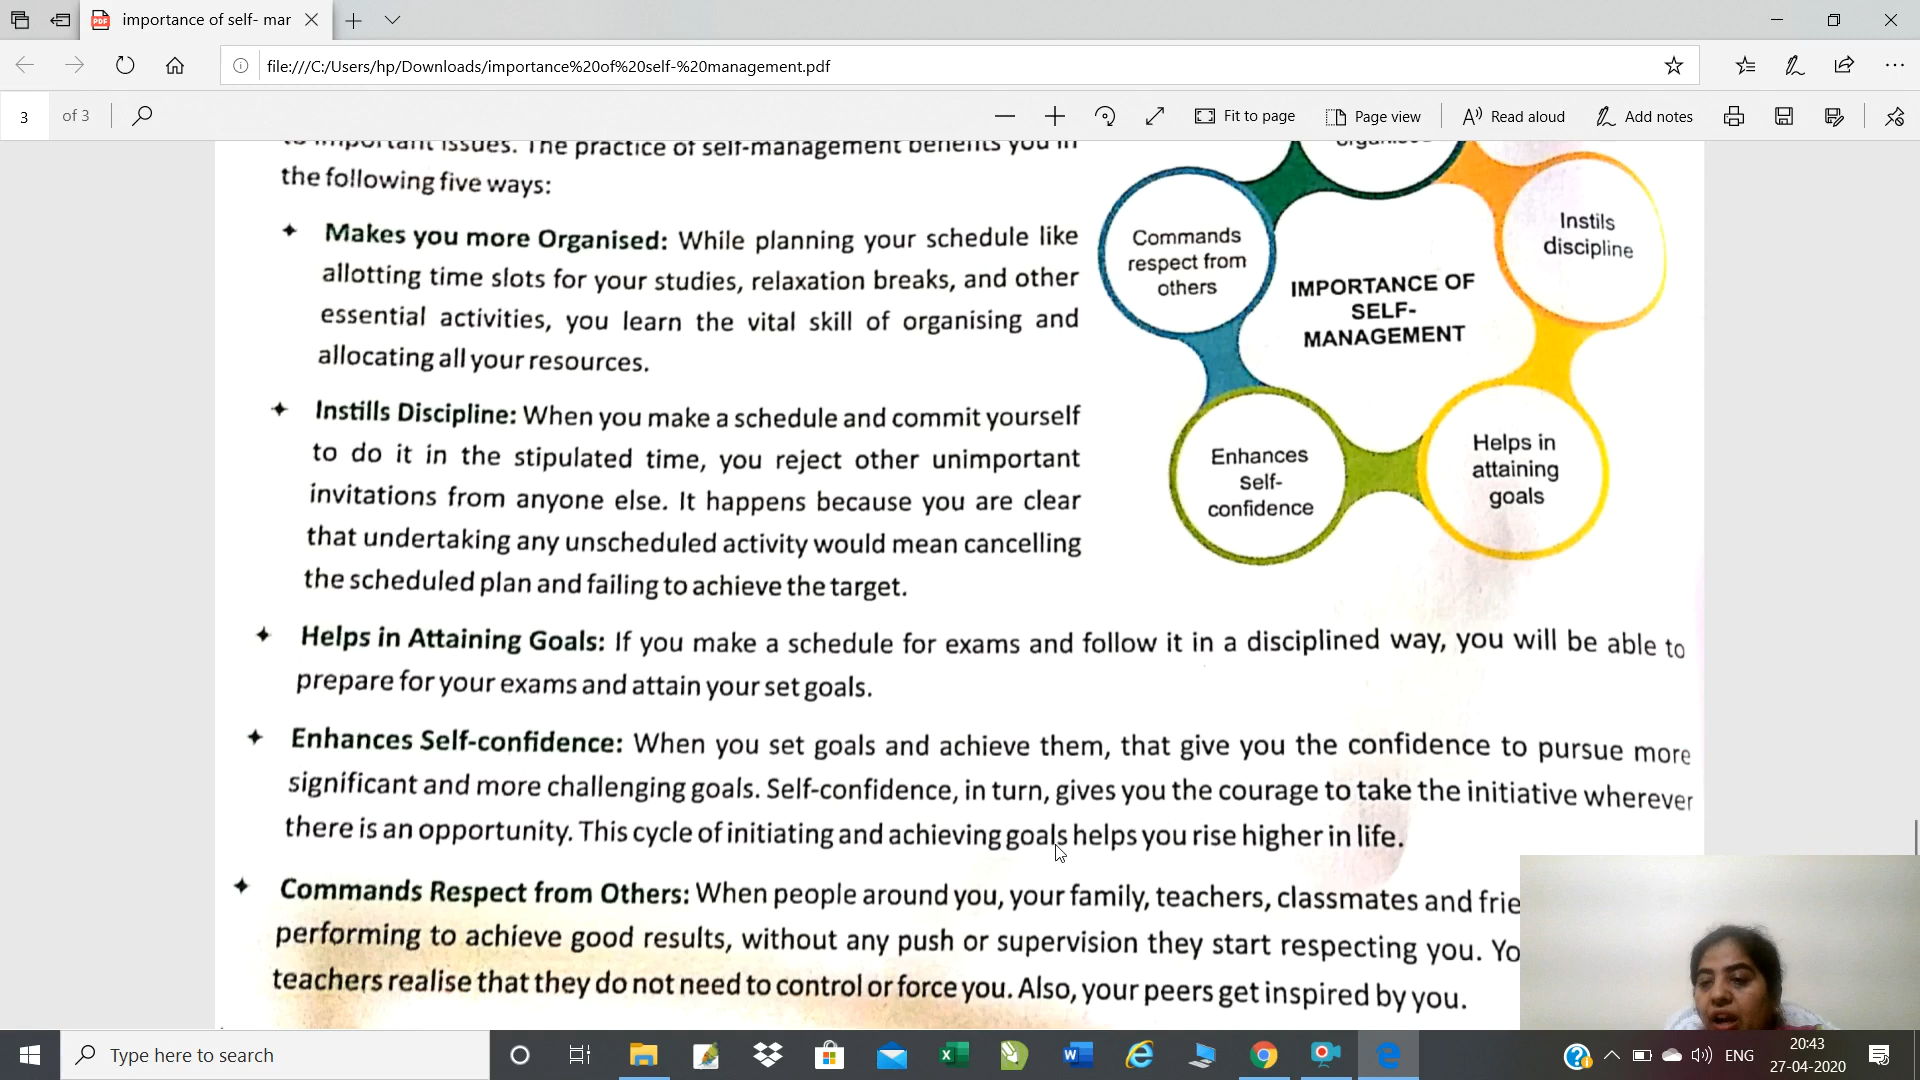 importance of self- mar
file:///C:/Users/hp/Downloads/importance%20of%20self-%20management.pdf
3 of 3
Fit to page
Page view
Read aloud
Add notes
to important issues. The practice of self-management benefits you in
the following five ways:
Makes you more Organised: While planning your schedule like
allotting time slots for your studies, relaxation breaks, and other
essential activities, you learn the vital skill of organising and
allocating all your resources.
Instills Discipline: When you make a schedule and commit yourself
to do it in the stipulated time, you reject other unimportant
invitations from anyone else. It happens because you are clear
that undertaking any unscheduled activity would mean cancelling
the scheduled plan and failing to achieve the target.
Commands
respect from
others
Instils
discipline
IMPORTANCE OF
SELF-
MANAGEMENT
Enhances
Self-
confidence
Helps in
attaining
goals
Helps in Attaining Goals: If you make a schedule for exams and follow it in a disciplined way, you will be able to
prepare for your exams and attain your set goals.
Enhances Self-confidence: When you set goals and achieve them, that give you the confidence to pursue more
significant and more challenging goals. Self-confidence, in turn, gives you the courage to take the initiative wherever
there is an opportunity. This cycle of initiating and achieving goals helps you rise higher in life.
Commands Respect from Others: When people around you, your family, teachers, classmates and frie
performing to achieve good results, without any push or supervision they start respecting you. Yo
teachers realise that they do not need to control or force you. Also, your peers get inspired by you.
Type here to search
ENG
20:43
27-04-2020